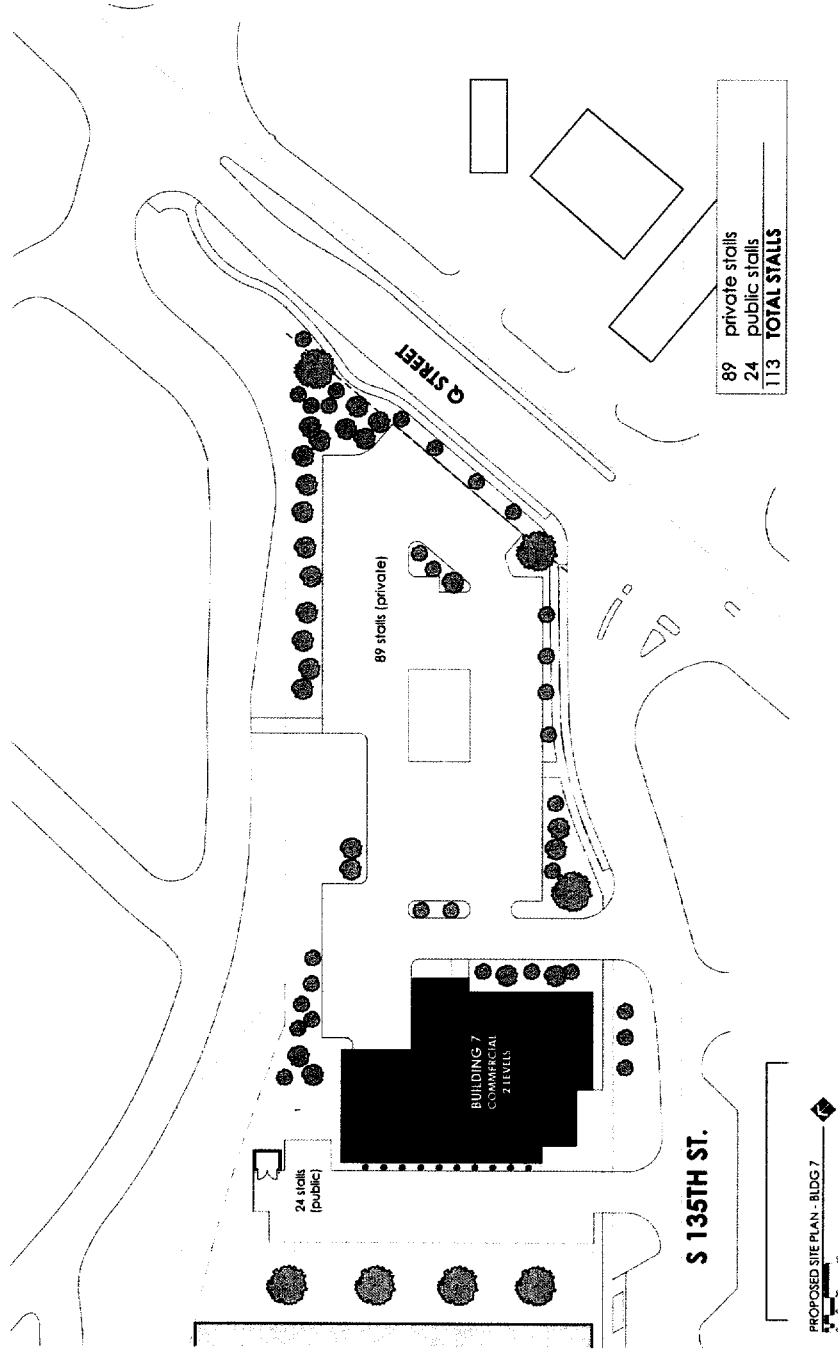 Q STREET
89 private stalls
24 public stalls
113 TOTAL STALLS
89 stalls (private)
BUILDING 7
COMMERCIAL
2 LEVELS
24 stalls
(public)
S 135TH ST.
PROPOSED SITE PLAN - BLDG 7